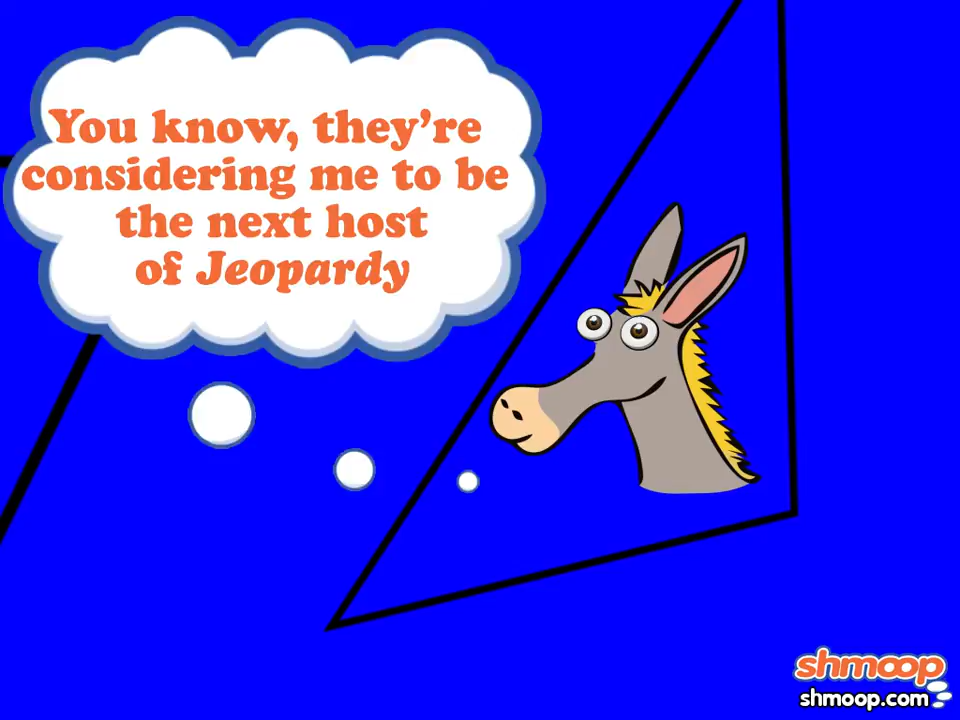 You know, they're
considering me to be
the next host
of Jeopardy
shmoop
shmoop.com